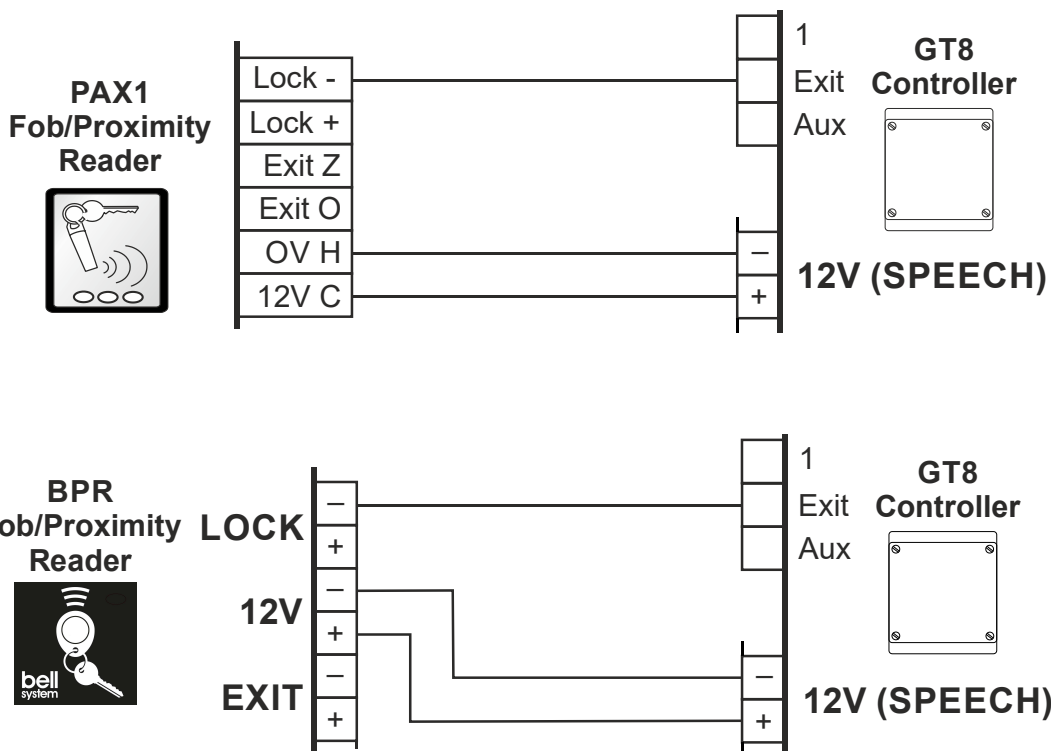 PAX1
Fob/Proximity
Reader
Lock -
Lock +
Exit Z
Exit O
OV H
12V C
1
Exit
Aux
–
+
GT8
Controller
12V (SPEECH)
BPR
ob/Proximity
Reader
bell
system
LOCK
–
+
12V
–
+
EXIT
–
+
1
Exit
Aux
–
+
GT8
Controller
12V (SPEECH)